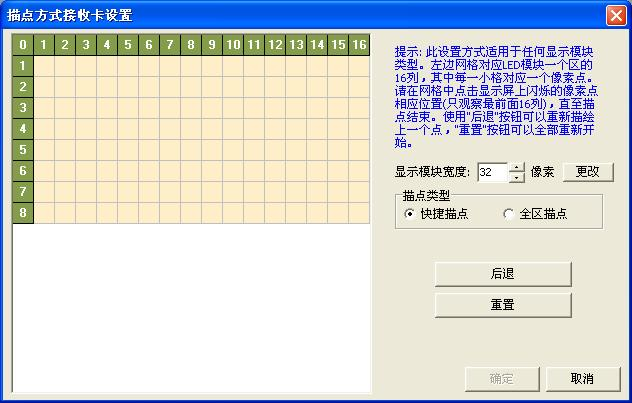 描点方式接收卡设置
0 1 2 3 4 5 6 7 8 9 10 11 12 13 14 15 16
1
2
3
4
5
6
7
8
提示: 此设置方式适用于任何显示模块
类型。左边网格对应LED模块一个区的
16列，其中每一小格对应一个像素点。
请在网格中点击显示屏上闪烁的像素点
相应位置(只观察最前面16列)，直至描
点结束。使用"后退"按钮可以重新描绘
上一个点，"重置"按钮可以全部重新开
始。
显示模块宽度: 32 像素 更改
描点类型
快捷描点 全区描点
后退
重置
确定 取消